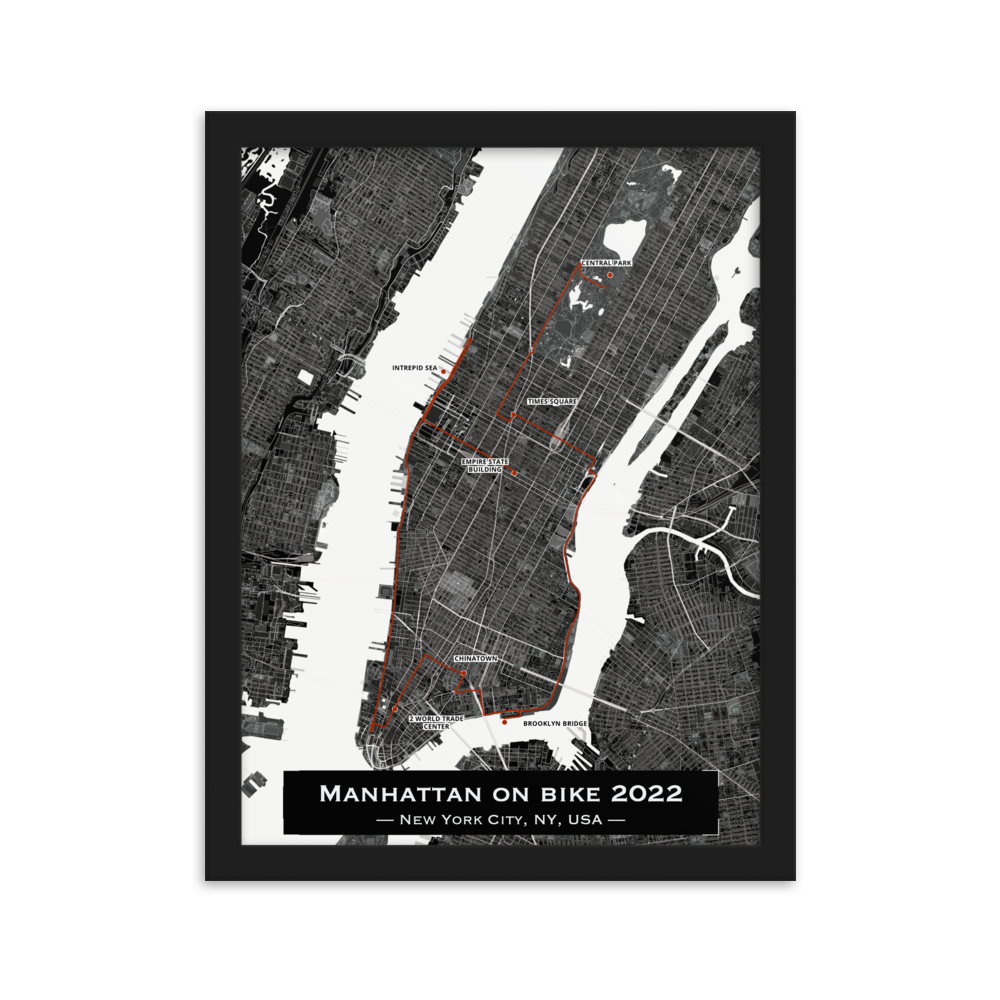 CENTRAL PARK
INTREPID SEA
TIMES SQUARE
EMPIRE STATE
BUILDING
CHINATOWN
2 WORLD TRADE
CENTER
BROOKLYN BRIDGE
MANHATTAN ON BIKE 2022
— NEW YORK CITY, NY, USA —